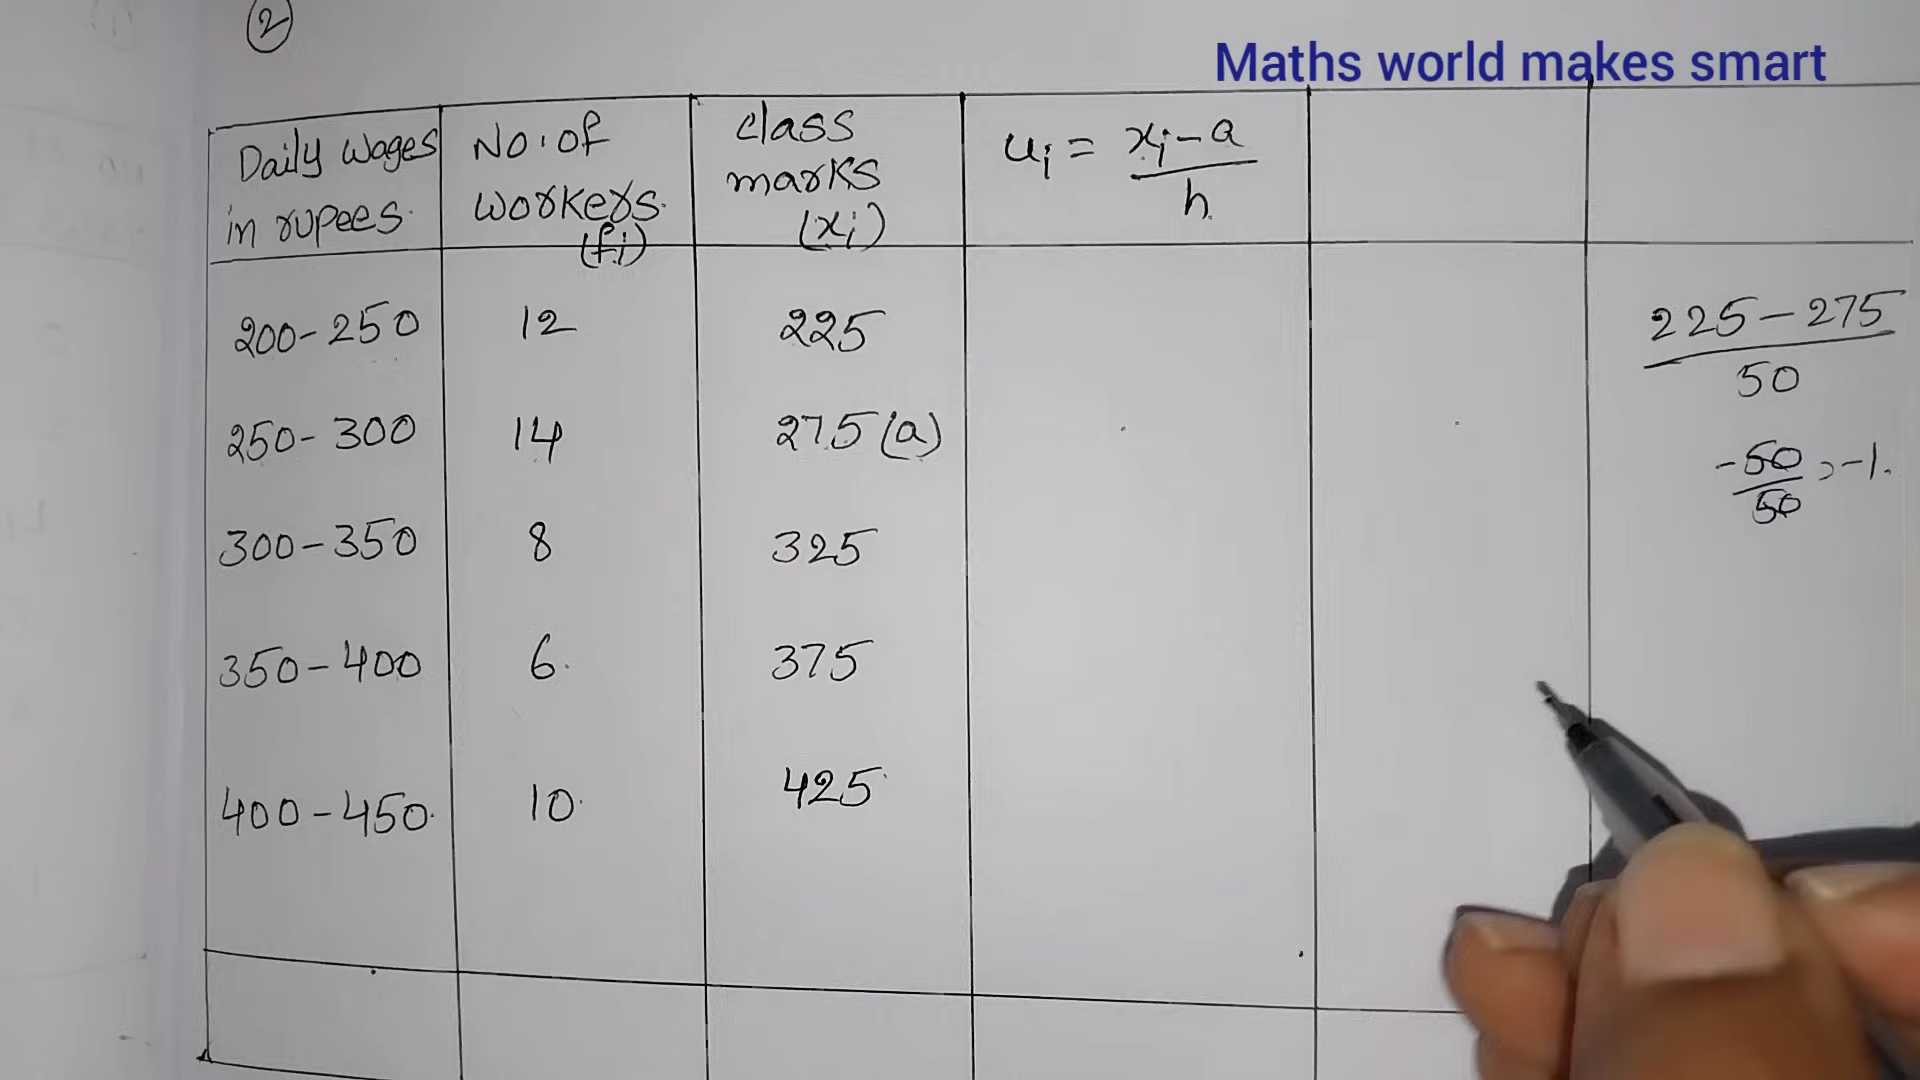 2
Maths world makes smart
Daily wages in rupees.
No. of workers. (fi)
class marks (xi)
ui = xi - a / h
200-250 12 225
250-300 14 275 (a)
300-350 8 325
350-400 6. 375
400-450. 10. 425
225-275
50
-50
50 , -1.